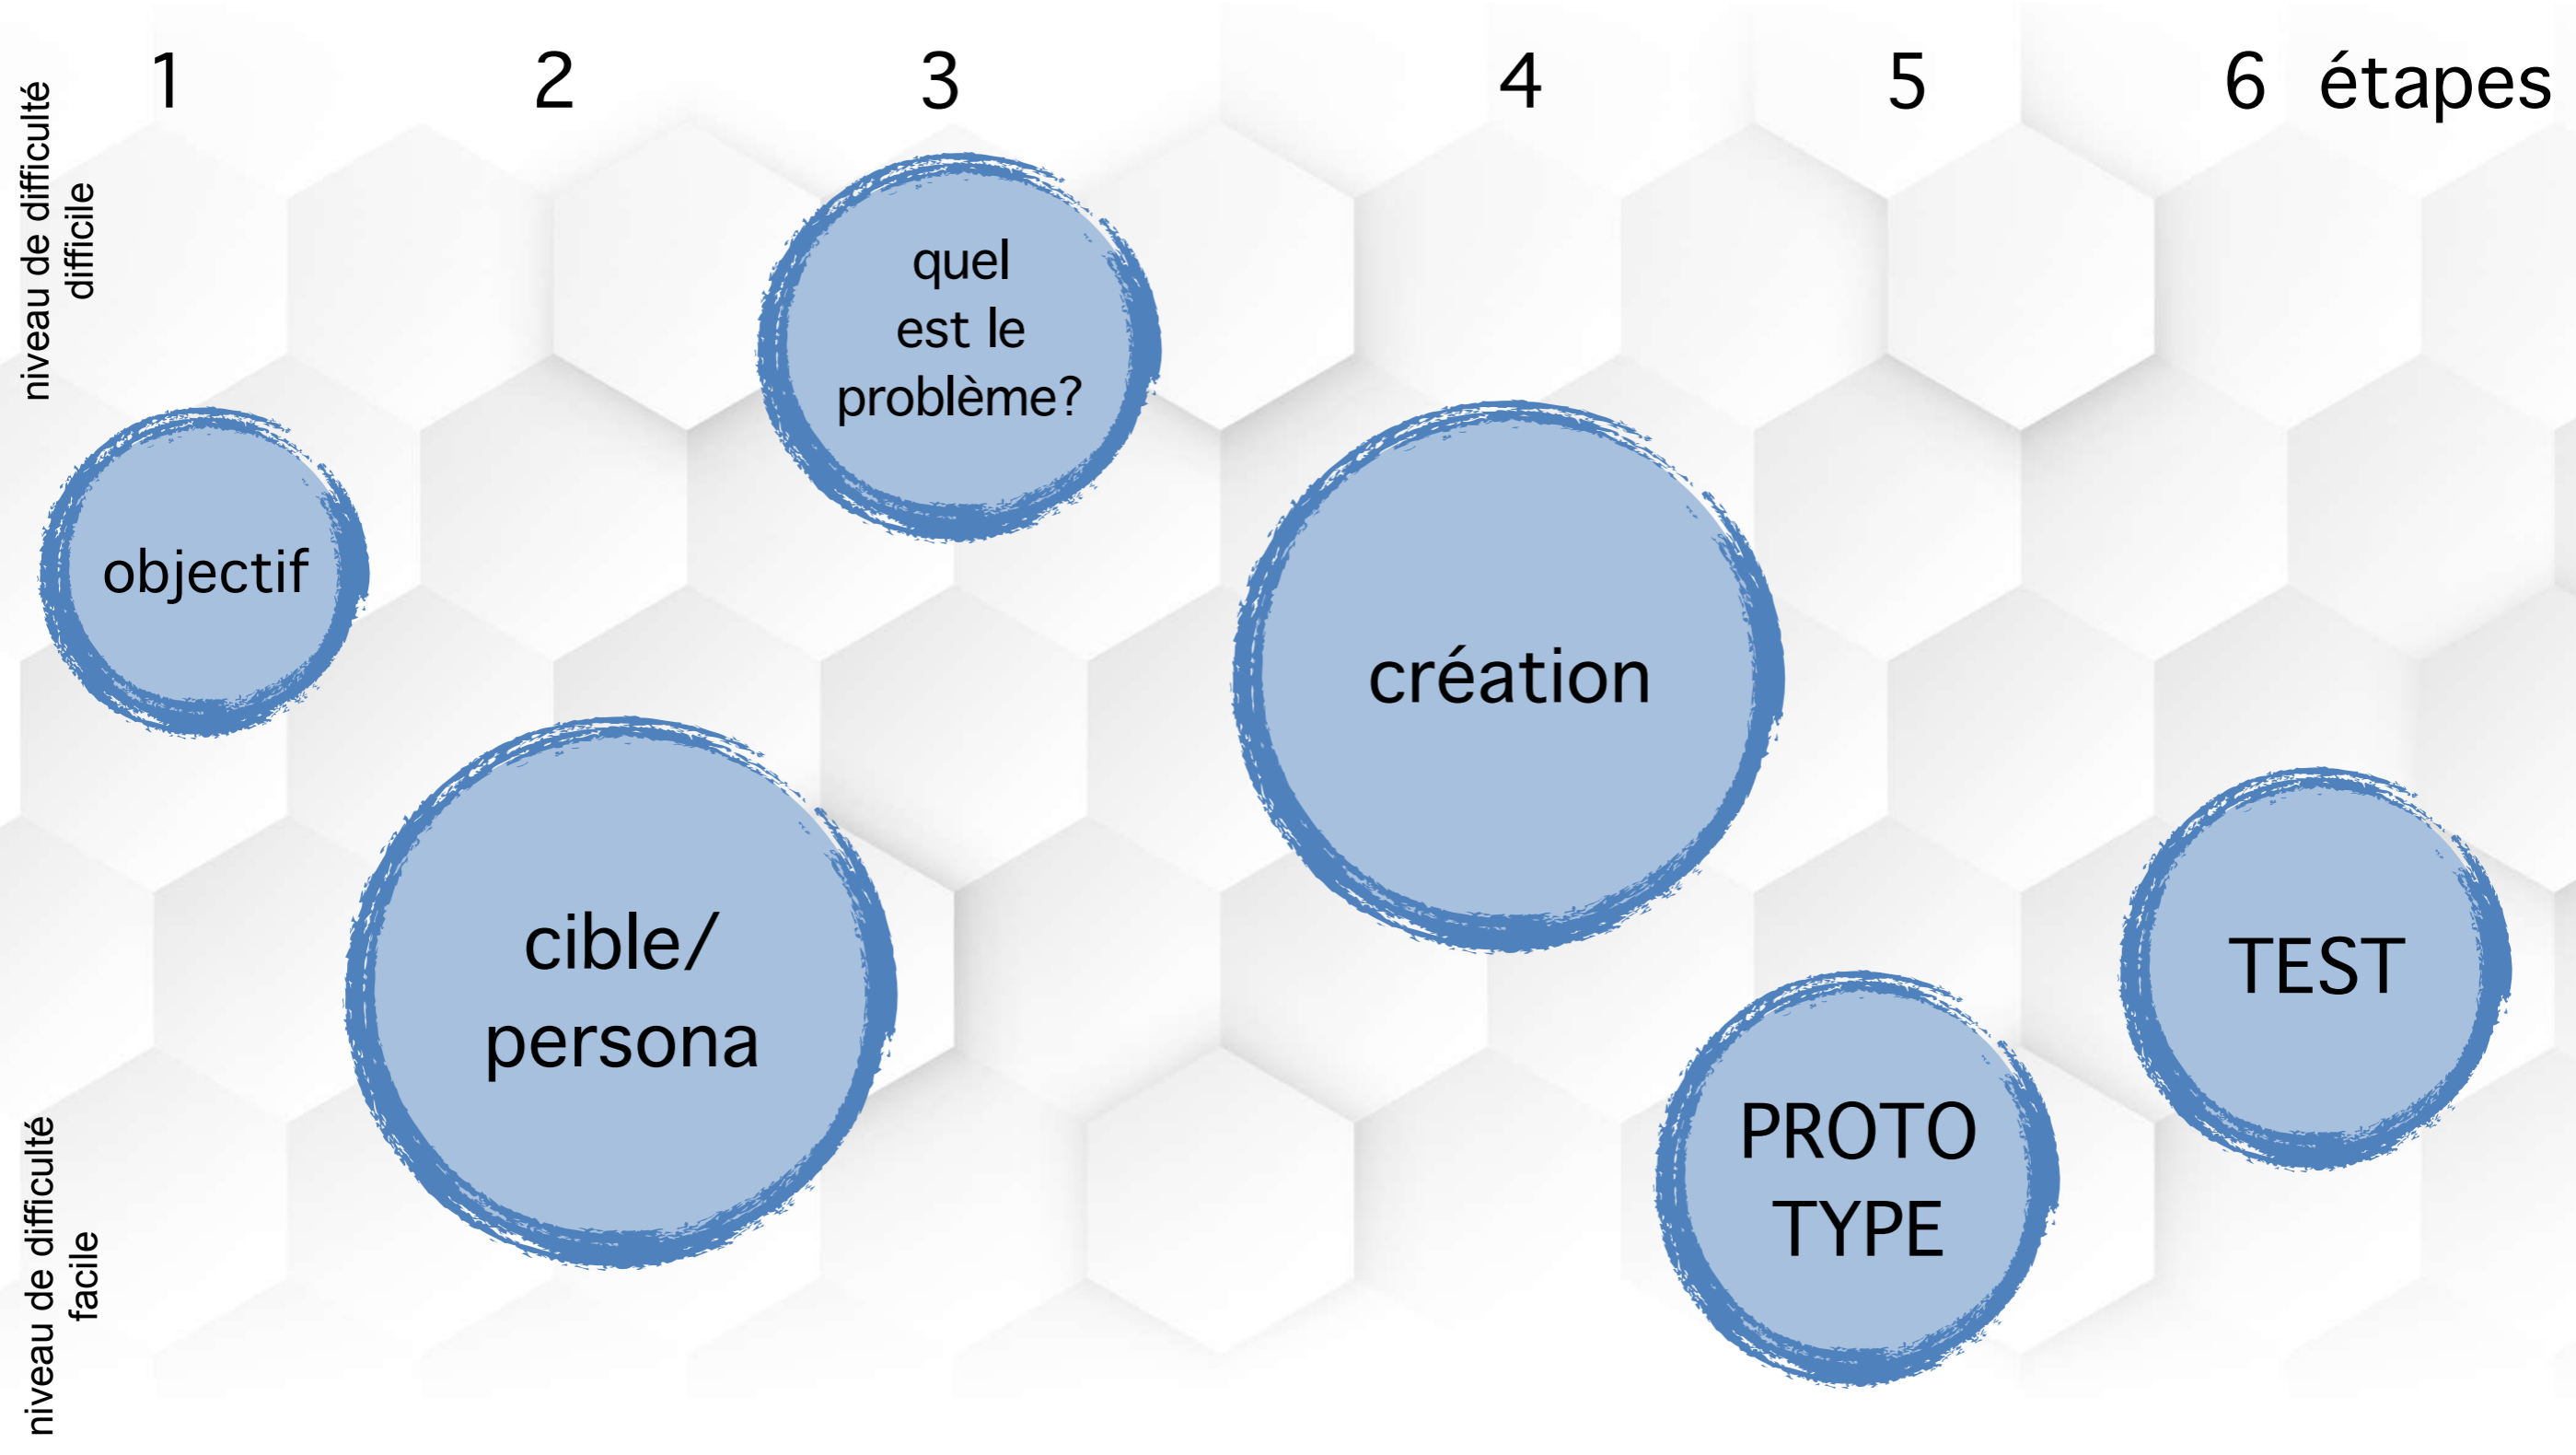 1 2 3 4 5 6 étapes
niveau de difficulté
difficile
quel
est le
problème?
objectif
création
cible/
persona
TEST
PROTO
TYPE
niveau de difficulté
facile